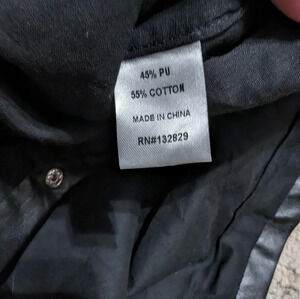 45% PU
55% COTTON
MADE IN CHINA
RN#132829